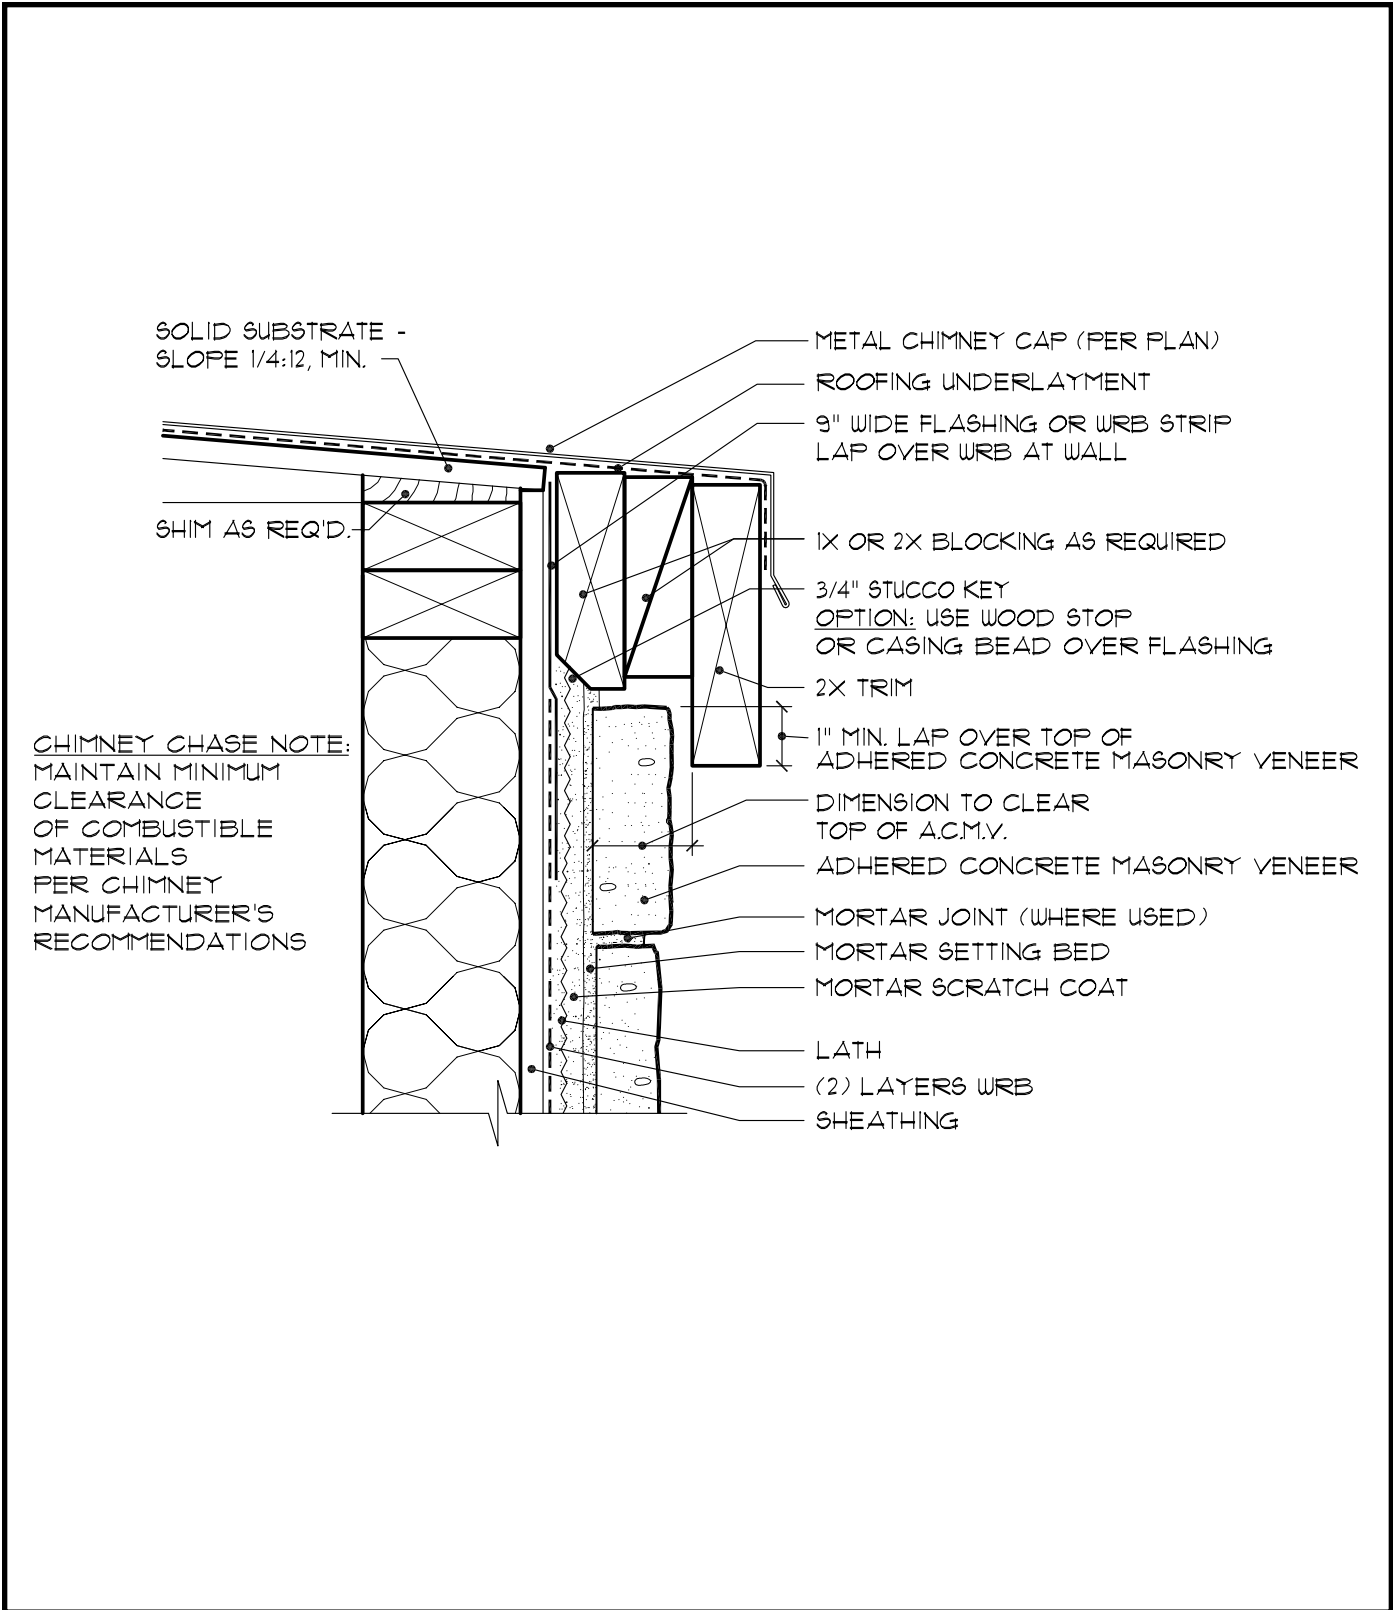 SOLID SUBSTRATE -
SLOPE 1/4:12, MIN.
SHIM AS REQ'D.
CHIMNEY CHASE NOTE:
MAINTAIN MINIMUM
CLEARANCE
OF COMBUSTIBLE
MATERIALS
PER CHIMNEY
MANUFACTURER'S
RECOMMENDATIONS
METAL CHIMNEY CAP (PER PLAN)
ROOFING UNDERLAYMENT
9" WIDE FLASHING OR WRB STRIP
LAP OVER WRB AT WALL
1X OR 2X BLOCKING AS REQUIRED
3/4" STUCCO KEY
OPTION: USE WOOD STOP
OR CASING BEAD OVER FLASHING
2X TRIM
1" MIN. LAP OVER TOP OF
ADHERED CONCRETE MASONRY VENEER
DIMENSION TO CLEAR
TOP OF A.C.M.V.
ADHERED CONCRETE MASONRY VENEER
MORTAR JOINT (WHERE USED)
MORTAR SETTING BED
MORTAR SCRATCH COAT
LATH
(2) LAYERS WRB
SHEATHING